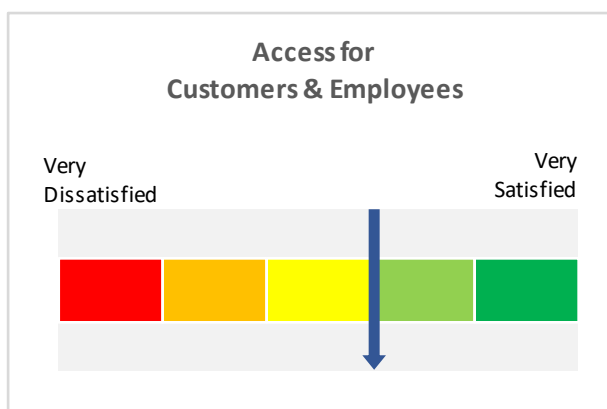 Access for
Customers & Employees
Very
Dissatisfied
Very
Satisfied